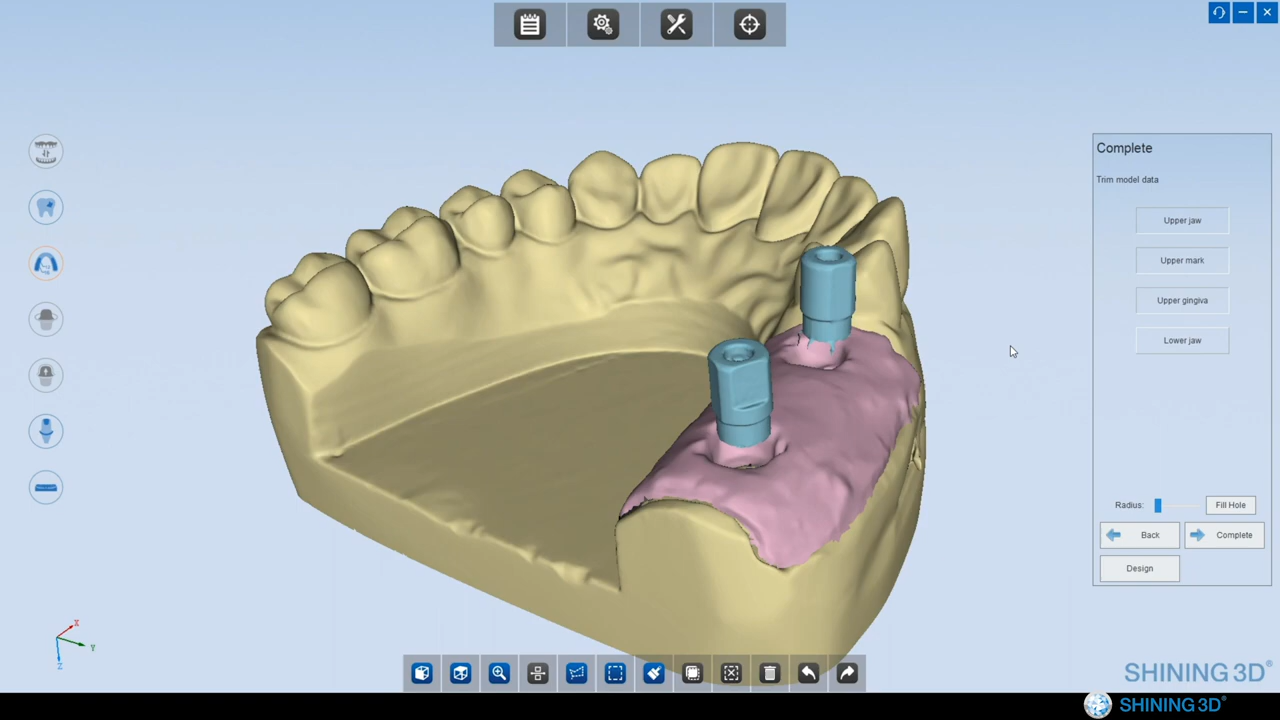 Complete
Trim model data
Upper jaw
Upper mark
Upper gingiva
Lower jaw
Radius:
Fill Hole
Back
Complete
Design
X
Y
Z
SHINING 3D®
SHINING 3D®